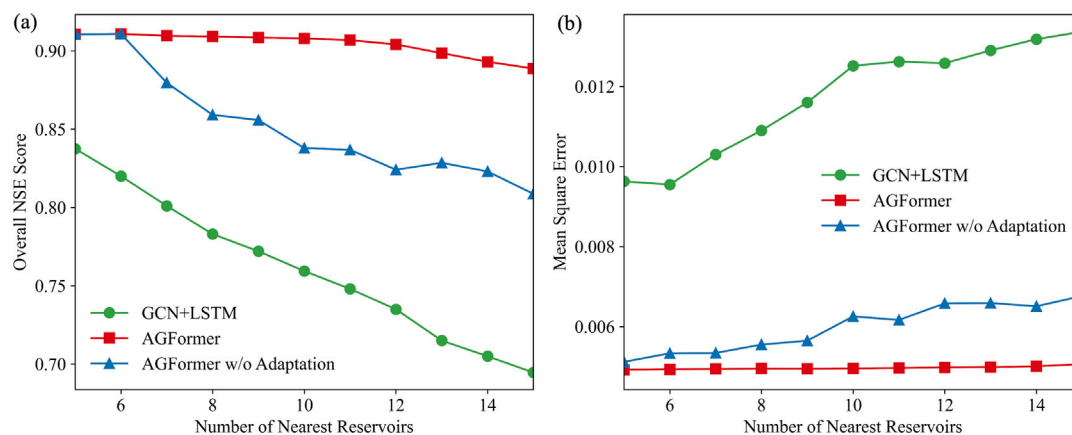 (a)
Overall NSE Score
0.90
0.85
0.80
0.75
0.70
GCN+LSTM
AGFormer
AGFormer w/o Adaptation
6 8 10 12 14
Number of Nearest Reservoirs
(b)
Mean Square Error
0.012
0.010
0.008
0.006
GCN+LSTM
AGFormer
AGFormer w/o Adaptation
6 8 10 12 14
Number of Nearest Reservoirs